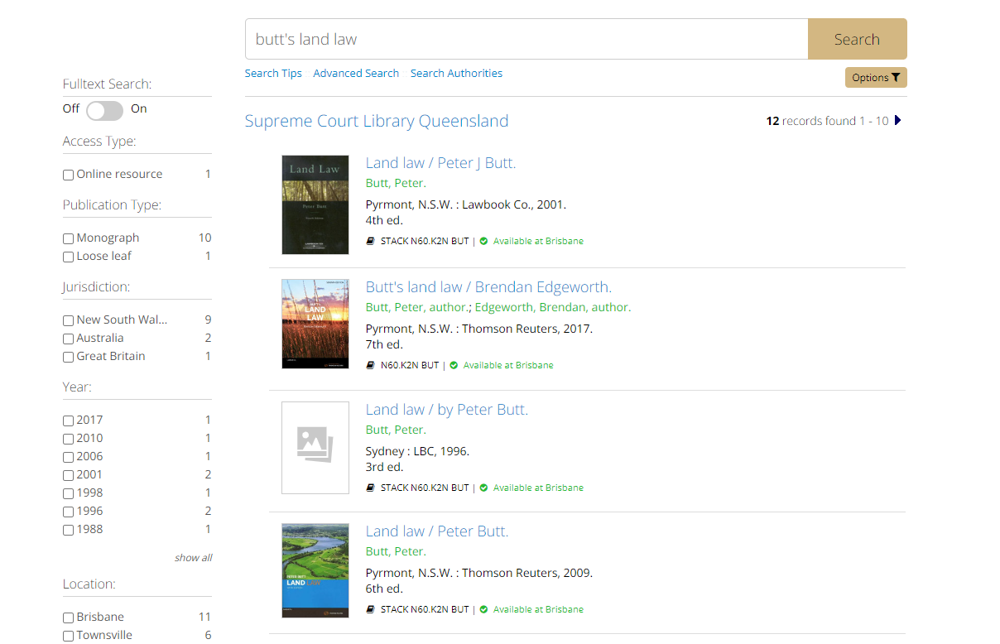 butt's land law
Search
Search Tips Advanced Search Search Authorities
Options
Fulltext Search:
Off On
Access Type:
Online resource 1
Publication Type:
Monograph 10
Loose leaf 1
Jurisdiction:
New South Wal... 9
Australia 2
Great Britain 1
Year:
2017 1
2010 1
2006 1
2001 2
1998 1
1996 2
1988 1
show all
Location:
Brisbane 11
Townsville 6
Supreme Court Library Queensland
12 records found 1 - 10
Land Law
Peter Butt
Land law / Peter J Butt.
Butt, Peter.
Pyrmont, N.S.W. : Lawbook Co., 2001.
4th ed.
STACK N60.K2N BUT | Available at Brisbane
LAND
LAW
Butt's land law / Brendan Edgeworth.
Butt, Peter, author.; Edgeworth, Brendan, author.
Pyrmont, N.S.W. : Thomson Reuters, 2017.
7th ed.
N60.K2N BUT | Available at Brisbane
Land law / by Peter Butt.
Butt, Peter.
Sydney : LBC, 1996.
3rd ed.
STACK N60.K2N BUT | Available at Brisbane
PETER BUTT
LAND LAW
Land law / Peter Butt.
Butt, Peter.
Pyrmont, N.S.W. : Thomson Reuters, 2009.
6th ed.
STACK N60.K2N BUT | Available at Brisbane